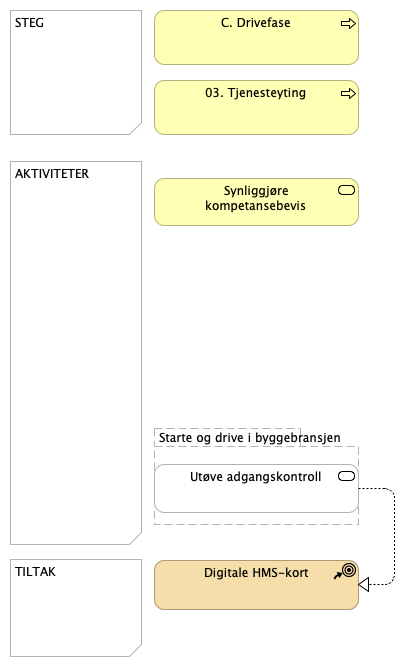 STEG
C. Drivefase
03. Tjenesteyting
AKTIVITETER
Synliggjøre
kompetansebevis
Starte og drive i byggebransjen
Utøve adgangskontroll
TILTAK
Digitale HMS-kort